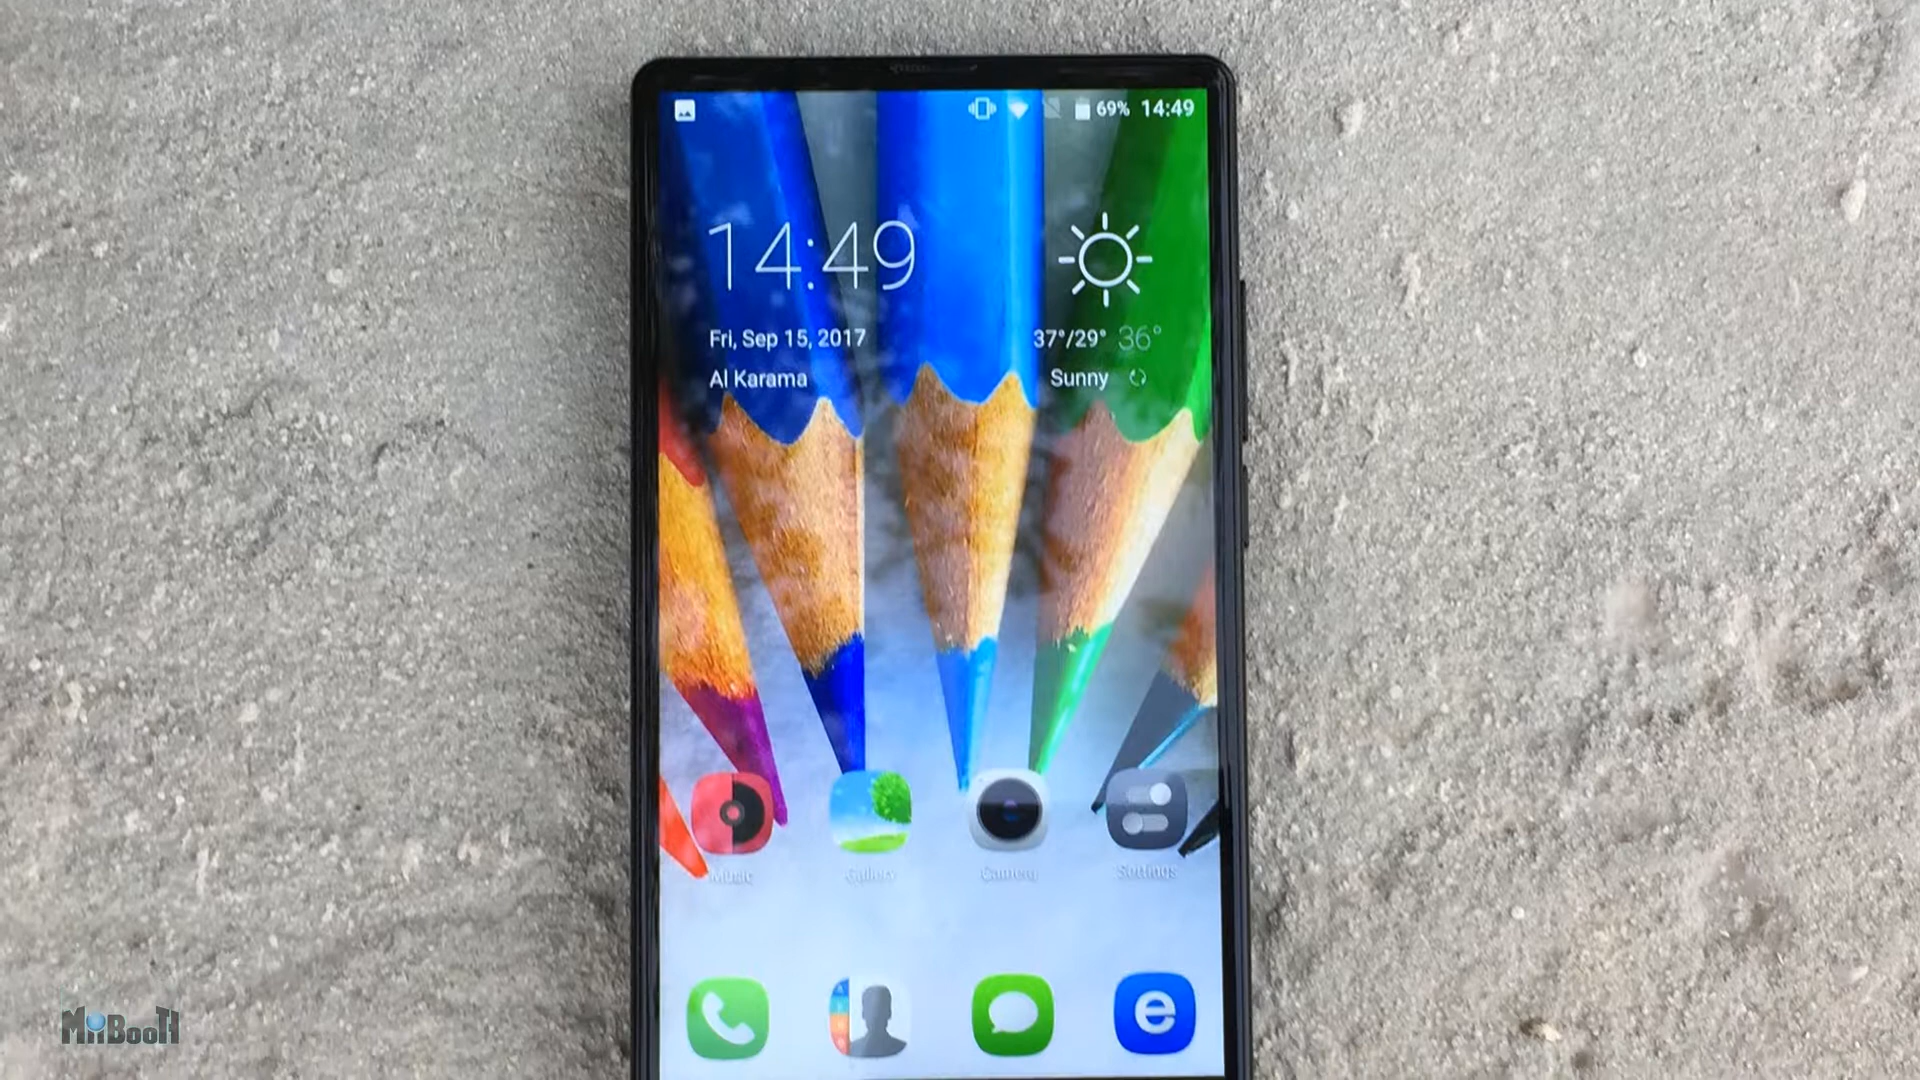 69% 14:49
14:49
Fri, Sep 15, 2017
37°/29° 36°
Al Karama
Sunny
Music
Gallery
Camera
Settings
e
MiiBooTH